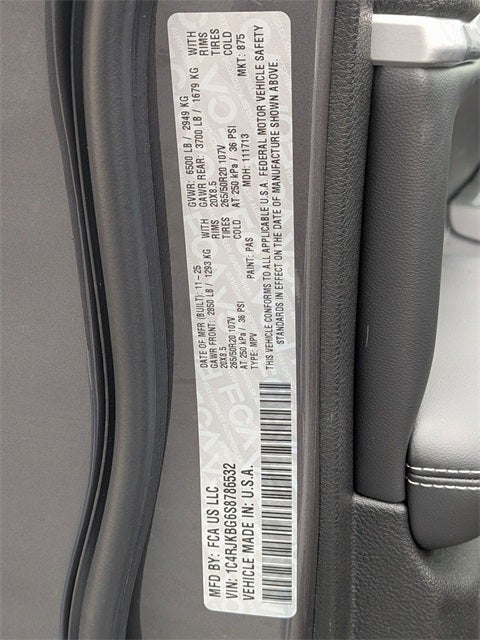 MFD BY: FCA US LLC
VIN: 1C4RJKBG6S8786532
VEHICLE MADE IN: U.S.A.
DATE OF MFR (BUILT): 11-25 GVWR: 6500 LB / 2949 KG
GAWR FRONT: 2850 LB / 1293 KG WITH GAWR REAR: 3700 LB / 1679 KG WITH
20X8.5 RIMS 20X8.5 RIMS
265/50R20 107V TIRES 265/50R20 107V TIRES
AT 250 kPa / 36 PSI COLD AT 250 kPa / 36 PSI COLD
TYPE: MPV PAINT: PAS MDH: 111713 MKT: 875
THIS VEHICLE CONFORMS TO ALL APPLICABLE U.S.A. FEDERAL MOTOR VEHICLE SAFETY
STANDARDS IN EFFECT ON THE DATE OF MANUFACTURE SHOWN ABOVE.